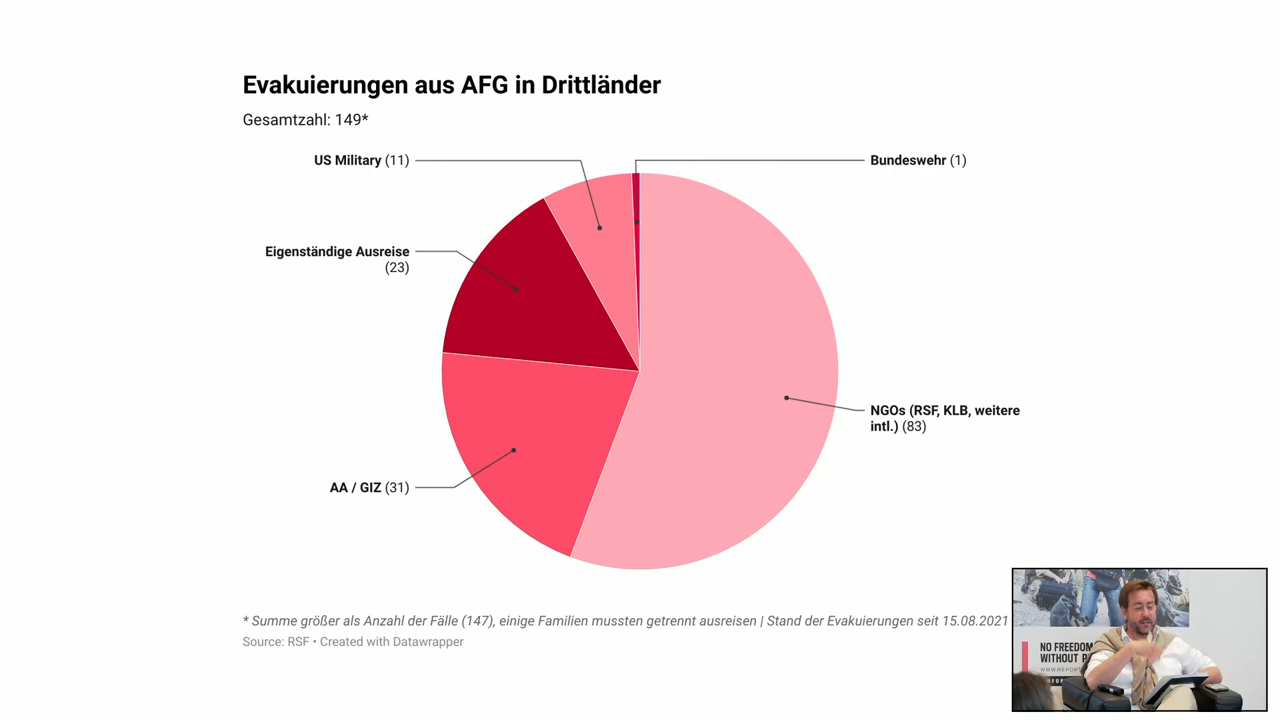 Evakuierungen aus AFG in Drittländer
Gesamtzahl: 149*
US Military (11)
Bundeswehr (1)
Eigenständige Ausreise
(23)
NGOs (RSF, KLB, weitere
intl.) (83)
AA / GIZ (31)
* Summe größer als Anzahl der Fälle (147), einige Familien mussten getrennt ausreisen | Stand der Evakuierungen seit 15.08.2021
Source: RSF • Created with Datawrapper
NO FREEDOM
WITHOUT